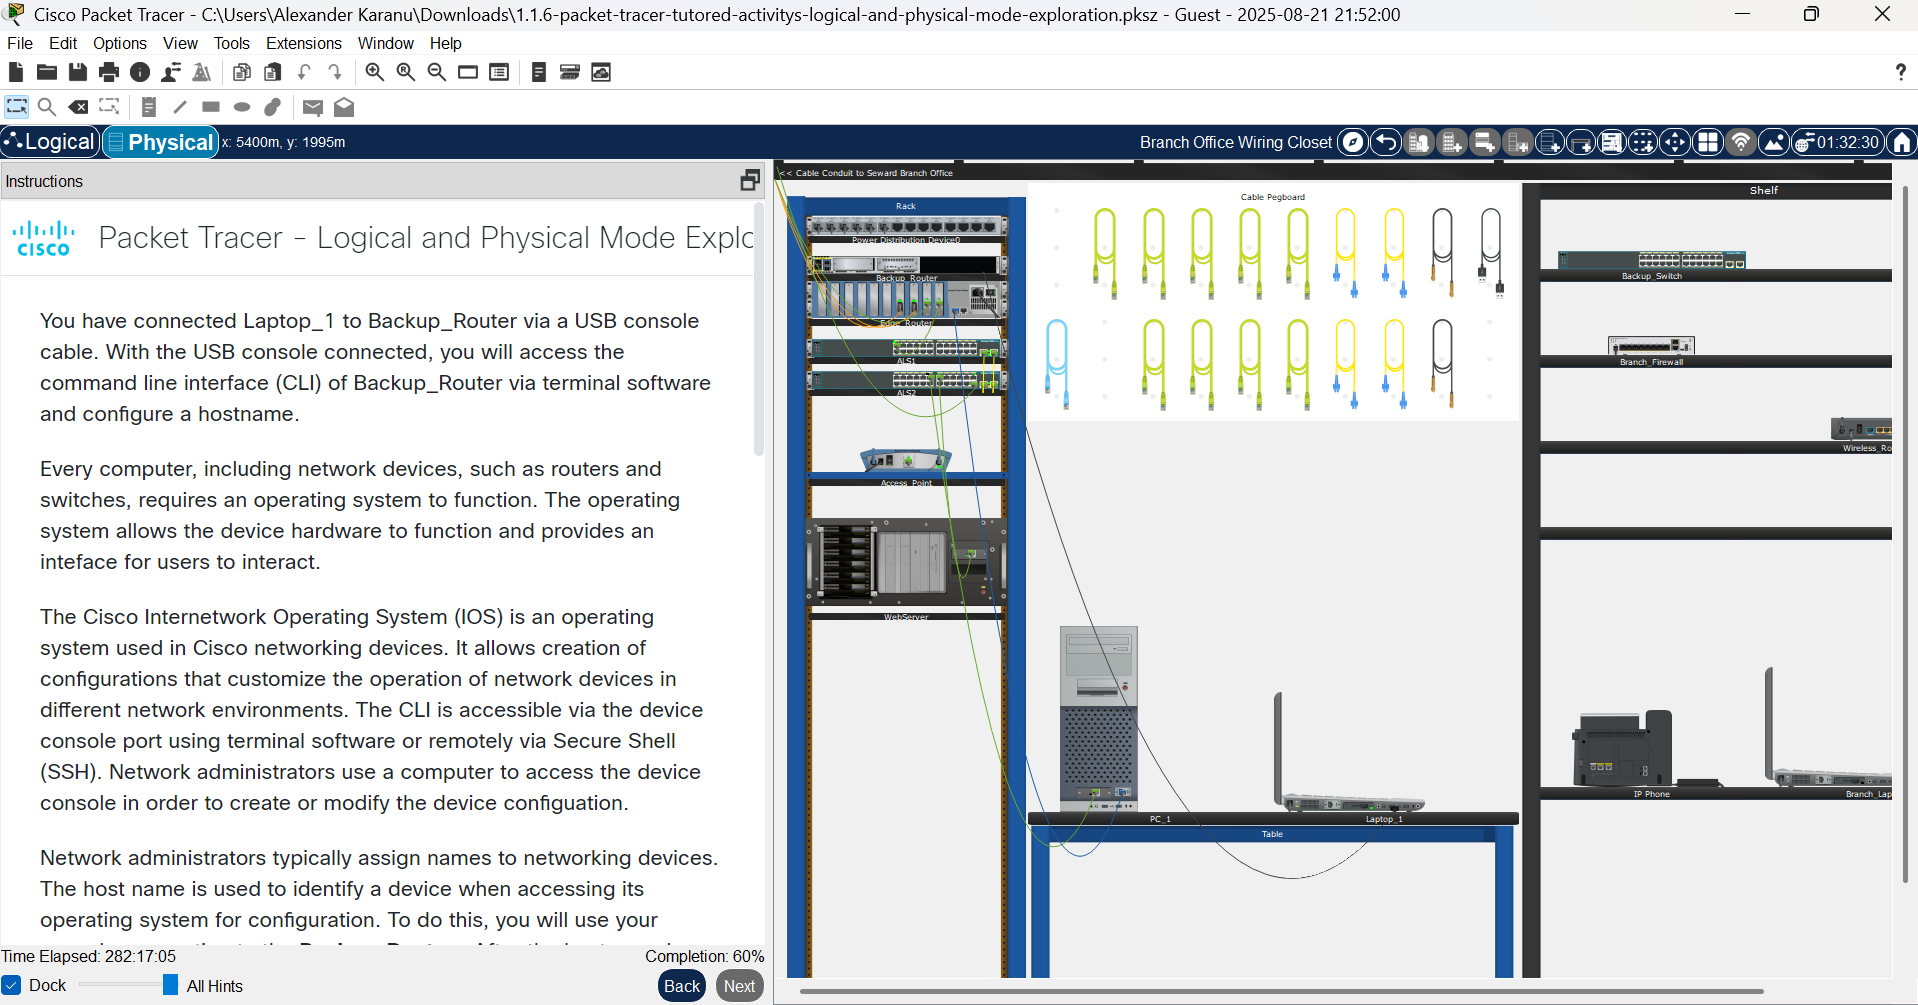 Cisco Packet Tracer - C:\Users\Alexander Karanu\Downloads\1.1.6-packet-tracer-tutored-activitys-logical-and-physical-mode-exploration.pksz - Guest - 2025-08-21 21:52:00
File Edit Options View Tools Extensions Window Help
?
Logical Physical x: 5400m, y: 1995m
Branch Office Wiring Closet
01:32:30
Instructions
CISCO
Packet Tracer - Logical and Physical Mode Explo
You have connected Laptop_1 to Backup_Router via a USB console
cable. With the USB console connected, you will access the
command line interface (CLI) of Backup_Router via terminal software
and configure a hostname.
Every computer, including network devices, such as routers and
switches, requires an operating system to function. The operating
system allows the device hardware to function and provides an
inteface for users to interact.
The Cisco Internetwork Operating System (IOS) is an operating
system used in Cisco networking devices. It allows creation of
configurations that customize the operation of network devices in
different network environments. The CLI is accessible via the device
console port using terminal software or remotely via Secure Shell
(SSH). Network administrators use a computer to access the device
console in order to create or modify the device configuation.
Network administrators typically assign names to networking devices.
The host name is used to identify a device when accessing its
operating system for configuration. To do this, you will use your
Time Elapsed: 282:17:05
Completion: 60%
Dock
All Hints
Back
Next
<< Cable Conduit to Seward Branch Office
Rack
Power Distribution Device0
Backup_Router
Edge_Router
ALS1
ALS2
Access_Point
WebServer
Cable Pegboard
PC_1
Laptop_1
Table
Shelf
Backup_Switch
Branch_Firewall
Wireless_Ro
IP Phone
Branch_Lap